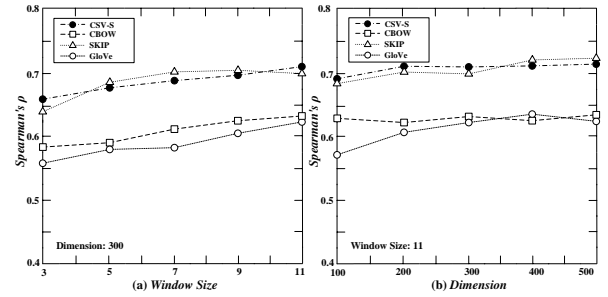 0.8
CSV-S
CBOW
SKIP
GloVe
0.7
0.6
0.5
0.4
Spearman's ρ
Dimension: 300
3 5 7 9 11
(a) Window Size
0.8
CSV-S
CBOW
SKIP
GloVe
0.7
0.6
0.5
0.4
Spearman's ρ
Window Size: 11
100 200 300 400 500
(b) Dimension